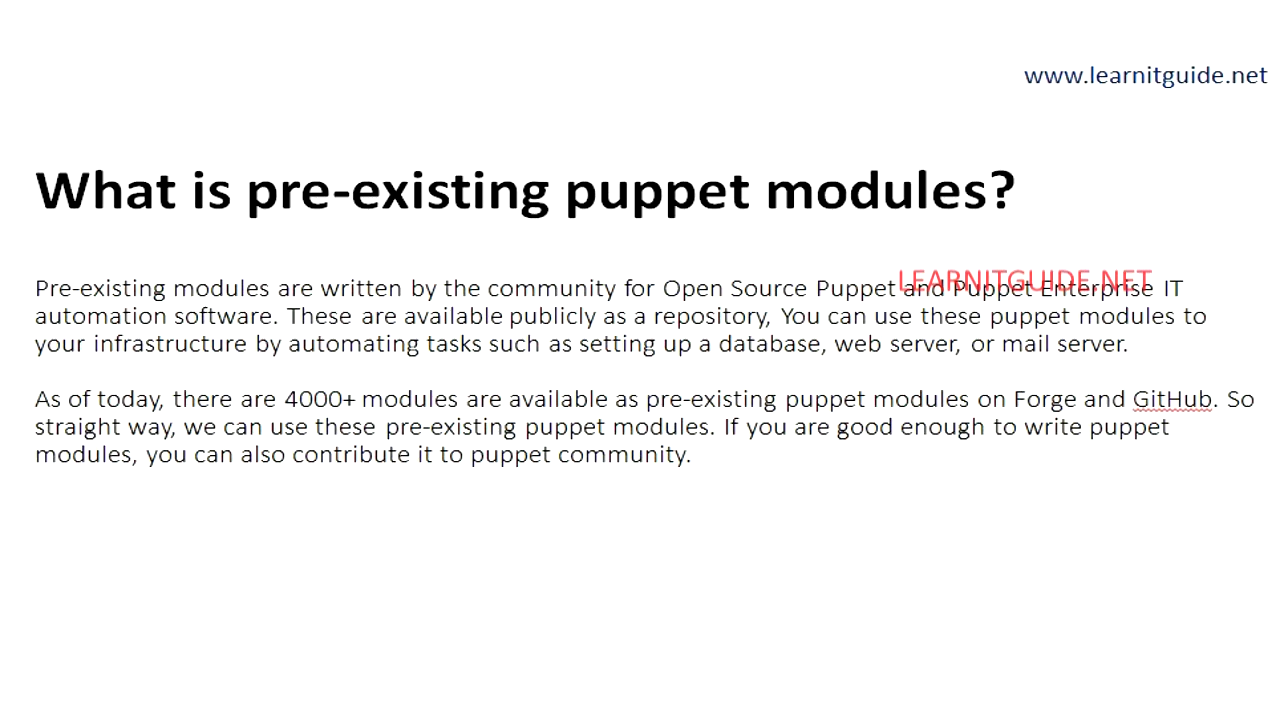 www.learnitguide.net
What is pre-existing puppet modules?
LEARNITGUIDE.NET
Pre-existing modules are written by the community for Open Source Puppet and Puppet Enterprise IT
automation software. These are available publicly as a repository, You can use these puppet modules to
your infrastructure by automating tasks such as setting up a database, web server, or mail server.
As of today, there are 4000+ modules are available as pre-existing puppet modules on Forge and GitHub. So
straight way, we can use these pre-existing puppet modules. If you are good enough to write puppet
modules, you can also contribute it to puppet community.